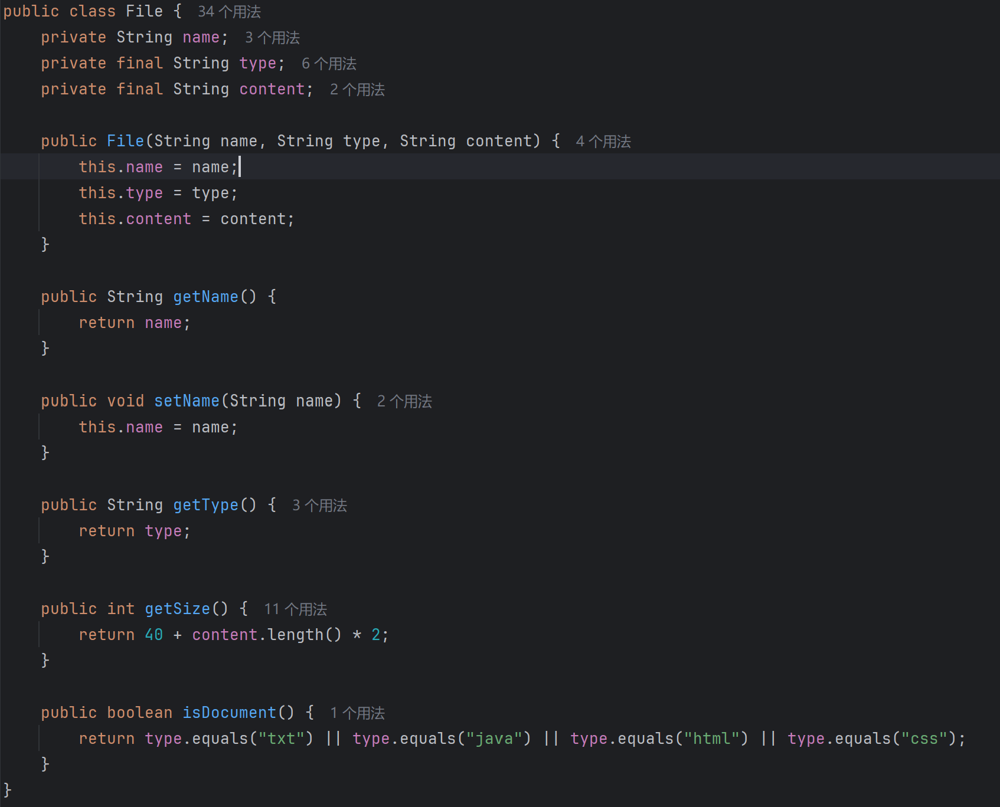 public class File {  34 个用法
    private String name;  3 个用法
    private final String type;  6 个用法
    private final String content;  2 个用法

    public File(String name, String type, String content) {  4 个用法
        this.name = name;
        this.type = type;
        this.content = content;
    }

    public String getName() {
        return name;
    }

    public void setName(String name) {  2 个用法
        this.name = name;
    }

    public String getType() {  3 个用法
        return type;
    }

    public int getSize() {  11 个用法
        return 40 + content.length() * 2;
    }

    public boolean isDocument() {  1 个用法
        return type.equals("txt") || type.equals("java") || type.equals("html") || type.equals("css");
    }
}